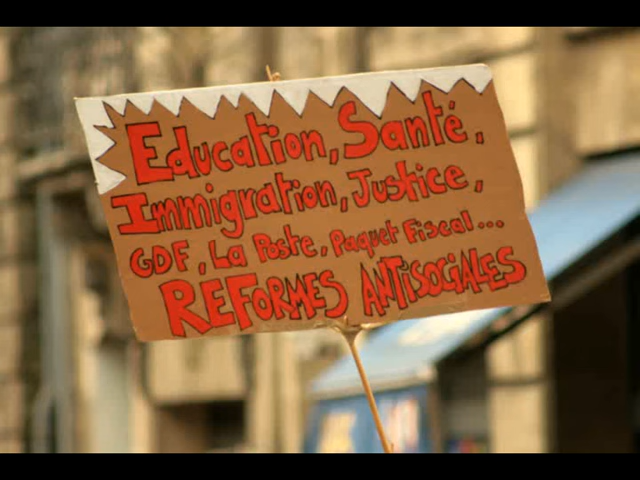 Education, Santé,
Immigration, Justice,
GDF, La Poste, Paquet Fiscal...
REFORMES ANTISOCIALES